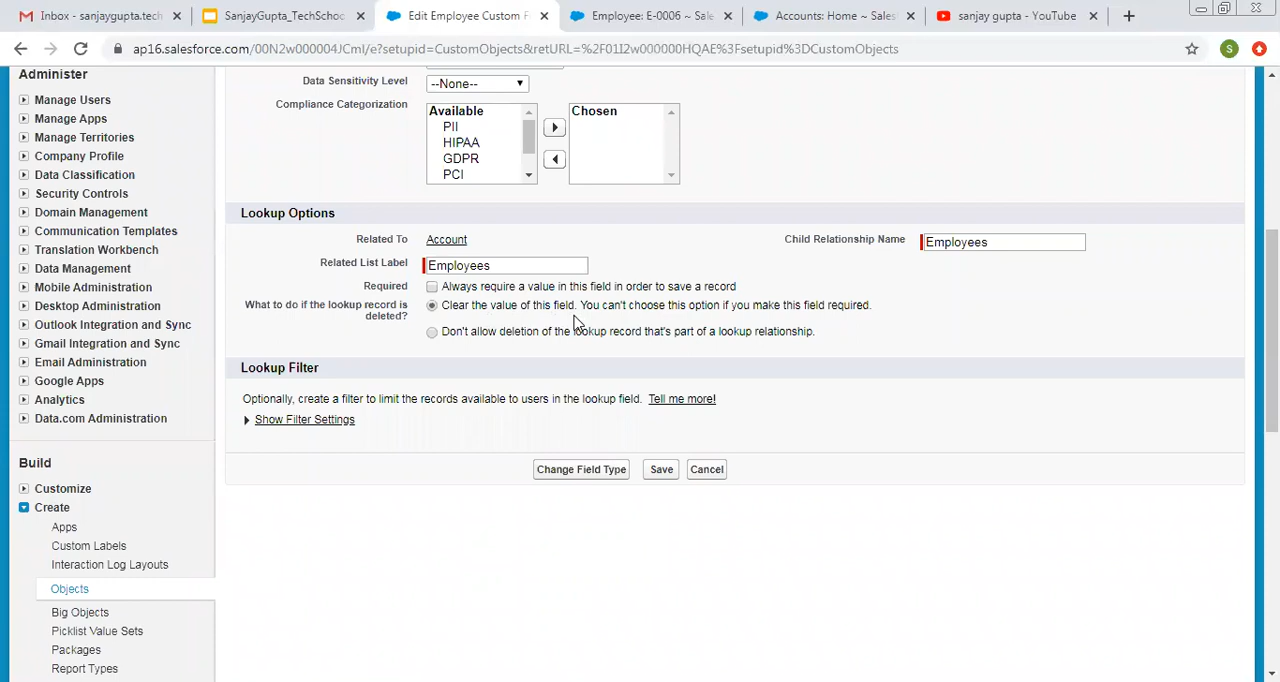 Inbox - sanjaygupta.tech
SanjayGupta_TechSchoo
Edit Employee Custom F
Employee: E-0006 ~ Sale
Accounts: Home ~ Sales
sanjay gupta - YouTube
ap16.salesforce.com/00N2w000004JCml/e?setupid=CustomObjects&retURL=%2F01I2w000000HQAE%3Fsetupid%3DCustomObjects
S
Administer
Manage Users
Manage Apps
Manage Territories
Company Profile
Data Classification
Security Controls
Domain Management
Communication Templates
Translation Workbench
Data Management
Mobile Administration
Desktop Administration
Outlook Integration and Sync
Gmail Integration and Sync
Email Administration
Google Apps
Analytics
Data.com Administration
Build
Customize
Create
Apps
Custom Labels
Interaction Log Layouts
Objects
Big Objects
Picklist Value Sets
Packages
Report Types
Data Sensitivity Level
--None--
Compliance Categorization
Available
PII
HIPAA
GDPR
PCI
Chosen
Lookup Options
Related To Account
Child Relationship Name Employees
Related List Label Employees
Required Always require a value in this field in order to save a record
What to do if the lookup record is
deleted?
Clear the value of this field. You can't choose this option if you make this field required.
Don't allow deletion of the lookup record that's part of a lookup relationship.
Lookup Filter
Optionally, create a filter to limit the records available to users in the lookup field. Tell me more!
Show Filter Settings
Change Field Type Save Cancel